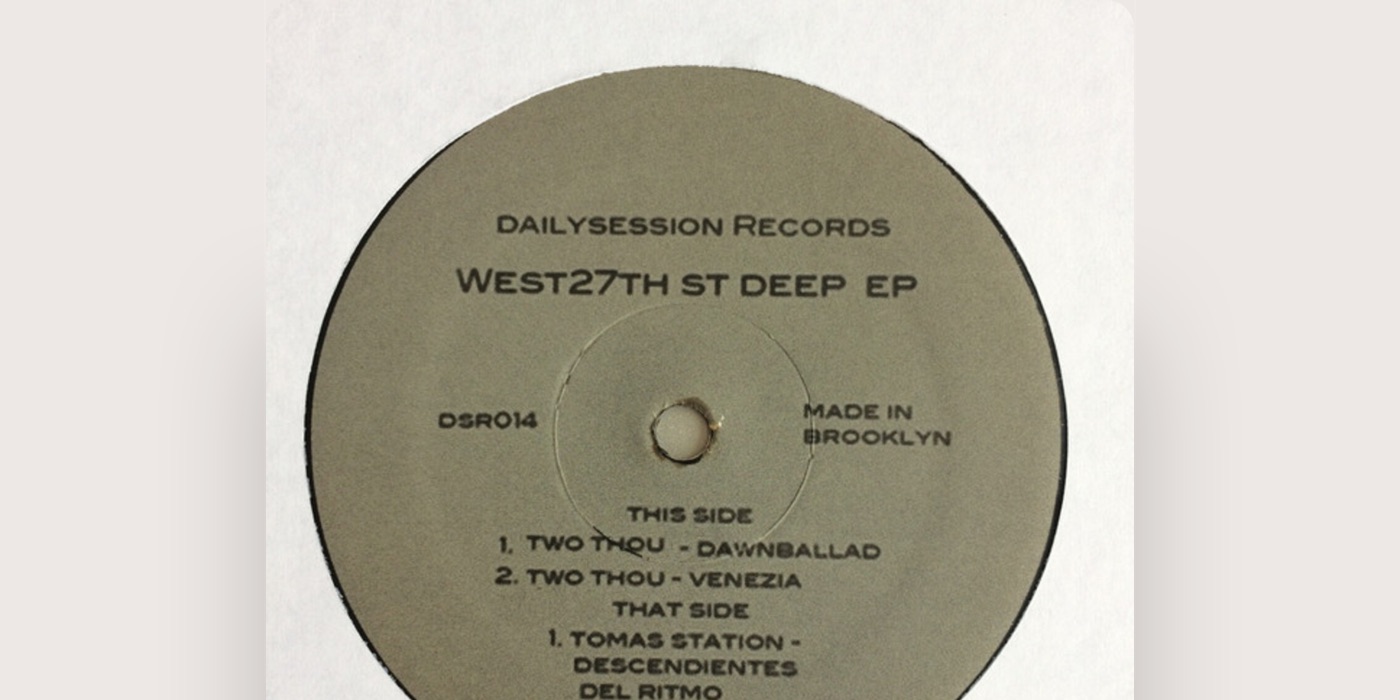 DAILYSESSION RECORDS
WEST27TH ST DEEP EP
DSR014
MADE IN
BROOKLYN
THIS SIDE
1. TWO THOU - DAWNBALLAD
2. TWO THOU - VENEZIA
THAT SIDE
1. TOMAS STATION -
DESCENDIENTES
DEL RITMO